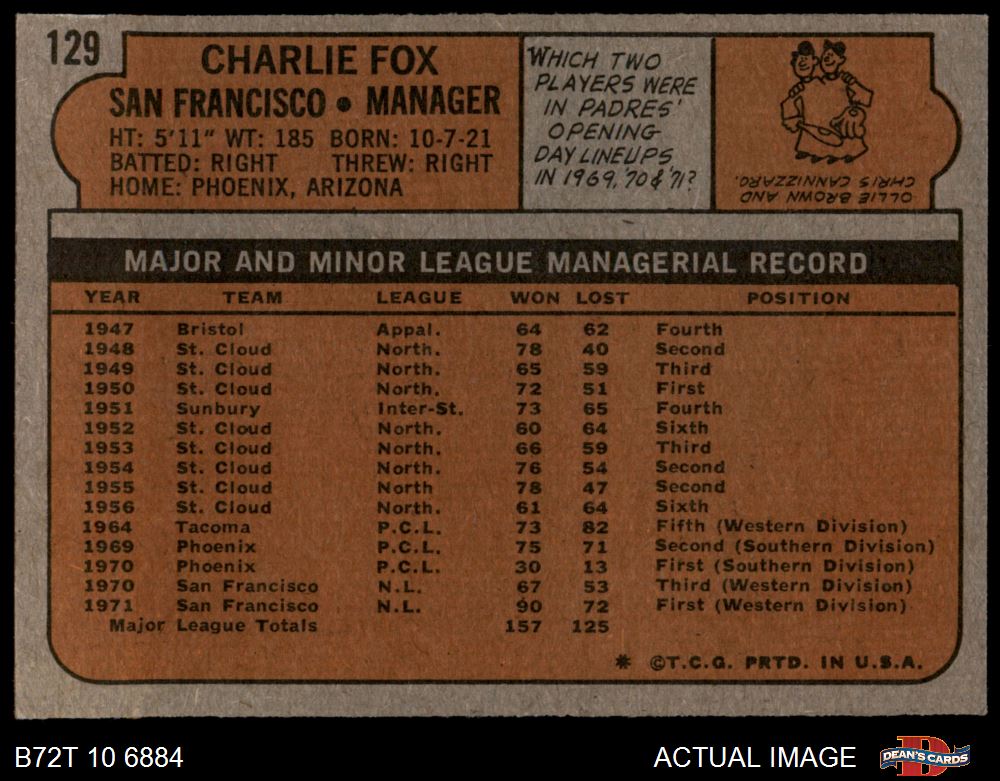 129
CHARLIE FOX
SAN FRANCISCO • MANAGER
HT: 5'11" WT: 185 BORN: 10-7-21
BATTED: RIGHT THREW: RIGHT
HOME: PHOENIX, ARIZONA
WHICH TWO
PLAYERS WERE
IN PADRES'
OPENING
DAY LINEUPS
IN 1969, '70 & '71?
OLLIE BROWN AND
CHRIS CANNIZZARO.
MAJOR AND MINOR LEAGUE MANAGERIAL RECORD
YEAR TEAM LEAGUE WON LOST POSITION
1947 Bristol Appal. 64 62 Fourth
1948 St. Cloud North. 78 40 Second
1949 St. Cloud North. 65 59 Third
1950 St. Cloud North. 72 51 First
1951 Sunbury Inter-St. 73 65 Fourth
1952 St. Cloud North. 60 64 Sixth
1953 St. Cloud North. 66 59 Third
1954 St. Cloud North. 76 54 Second
1955 St. Cloud North 78 47 Second
1956 St. Cloud North. 61 64 Sixth
1964 Tacoma P.C.L. 73 82 Fifth (Western Division)
1969 Phoenix P.C.L. 75 71 Second (Southern Division)
1970 Phoenix P.C.L. 30 13 First (Southern Division)
1970 San Francisco N.L. 67 53 Third (Western Division)
1971 San Francisco N.L. 90 72 First (Western Division)
Major League Totals 157 125
* ©T.C.G. PRTD. IN U.S.A.
B72T 10 6884
ACTUAL IMAGE
DEAN'S CARDS